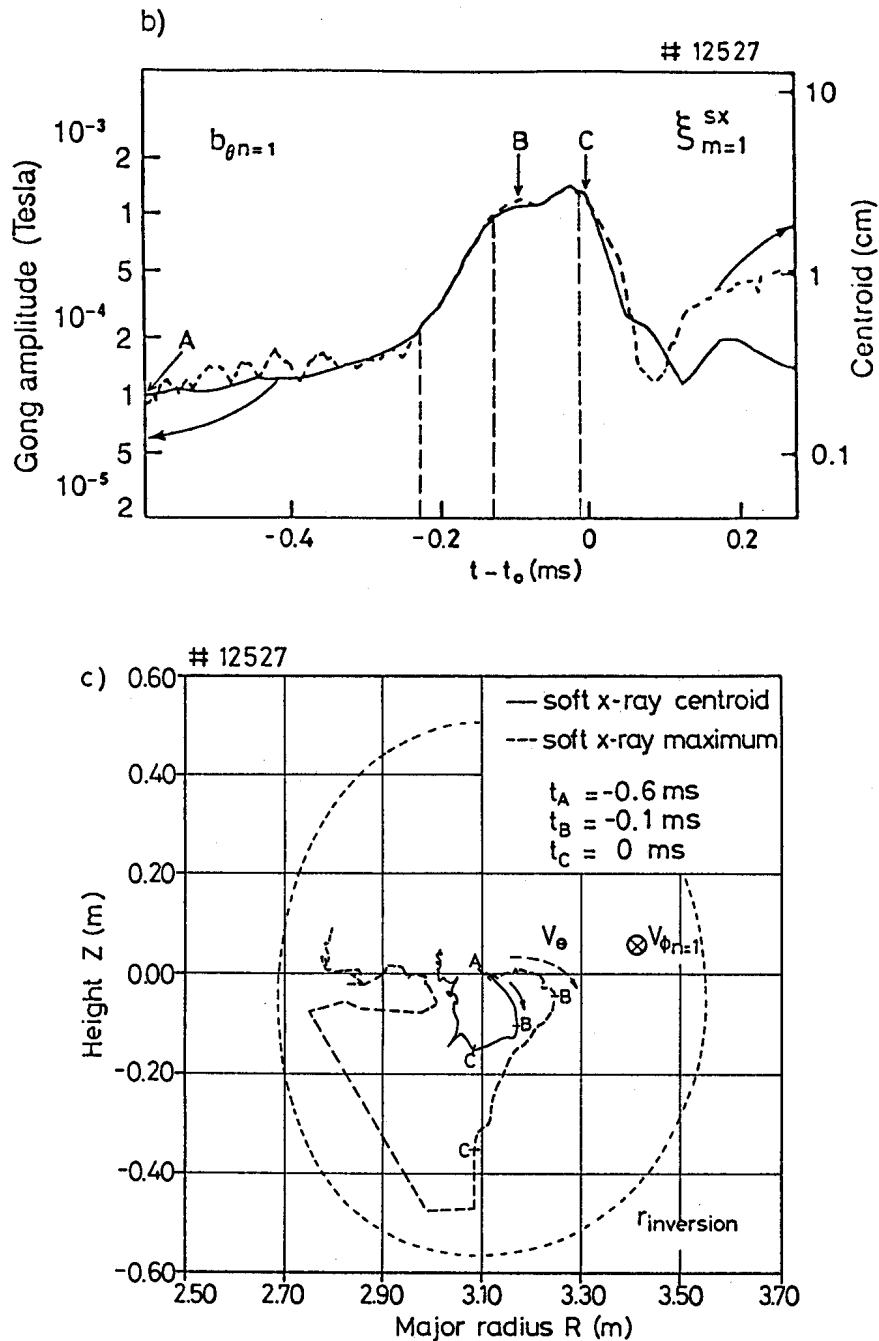 b)
# 12527
Gong amplitude (Tesla)
10⁻³
2
1
5
10⁻⁴
2
1
5
10⁻⁵
2
b_θn=1
A
B
C
ξ^sx_m=1
10
1
0.1
Centroid (cm)
-0.4 -0.2 0 0.2
t-t₀(ms)
c)
# 12527
Height Z (m)
0.60
0.40
0.20
0.00
-0.20
-0.40
-0.60
soft x-ray centroid
soft x-ray maximum
t_A = -0.6 ms
t_B = -0.1 ms
t_C = 0 ms
V_θ
V_ϕn=1
A
B
B
C
C
r_inversion
2.50 2.70 2.90 3.10 3.30 3.50 3.70
Major radius R (m)